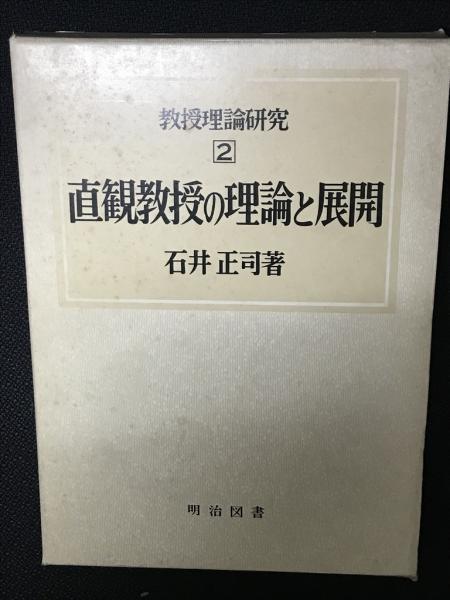 教授理論研究
2
直観教授の理論と展開
石井正司著
明治図書